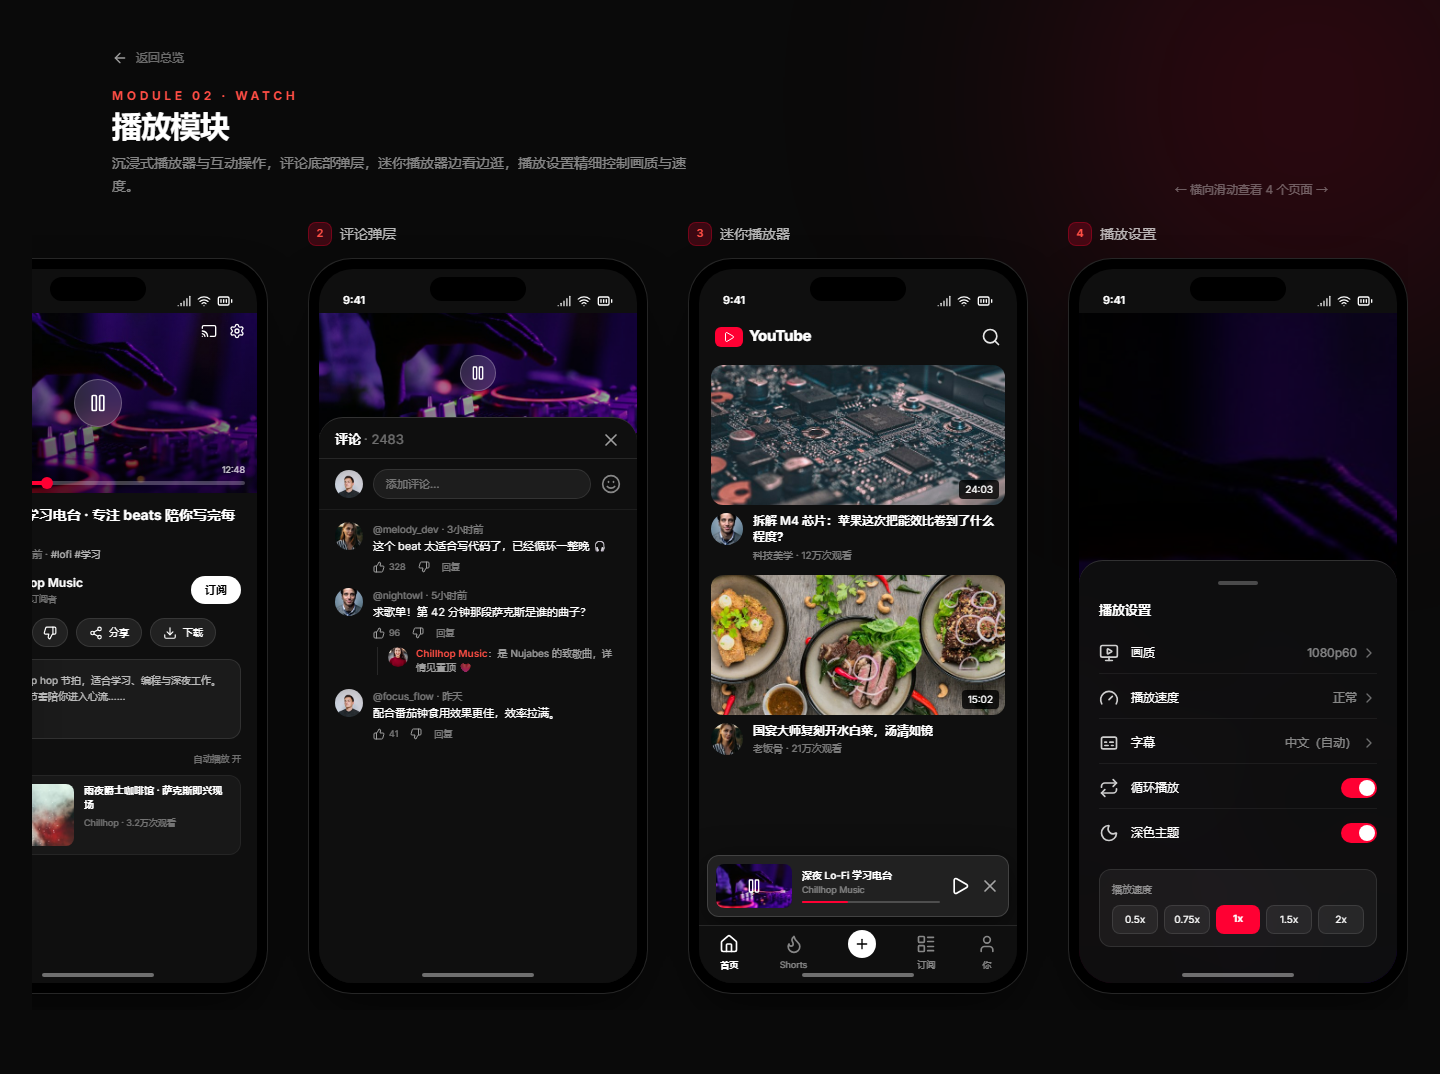 返回总览
MODULE 02 · WATCH
播放模块
沉浸式播放器与互动操作，评论底部弹层，迷你播放器边看边逛，播放设置精细控制画质与速
度。
← 横向滑动查看 4 个页面 →
12:48
学习电台 · 专注 beats 陪你写完每
前 · #lofi #学习
op Music
订阅者
订阅
分享
下载
p hop 节拍，适合学习、编程与深夜工作。
节奏陪你进入心流……
自动播放 开
雨夜爵士咖啡馆 · 萨克斯即兴现
场
Chillhop · 3.2万次观看
2 评论弹层
9:41
评论 · 2483
添加评论...
@melody_dev · 3小时前
这个 beat 太适合写代码了，已经循环一整晚 🎧
328 回复
@nightowl · 5小时前
求歌单！第 42 分钟那段萨克斯是谁的曲子？
96 回复
Chillhop Music：是 Nujabes 的致敬曲，详
情见置顶 ❤️
@focus_flow · 昨天
配合番茄钟食用效果更佳，效率拉满。
41 回复
3 迷你播放器
9:41
YouTube
24:03
拆解 M4 芯片：苹果这次把能效比卷到了什么
程度？
科技美学 · 12万次观看
15:02
国宴大师复刻开水白菜，汤清如镜
老饭骨 · 21万次观看
深夜 Lo-Fi 学习电台
Chillhop Music
首页 Shorts 订阅 你
4 播放设置
9:41
播放设置
画质 1080p60
播放速度 正常
字幕 中文（自动）
循环播放
深色主题
播放速度
0.5x 0.75x 1x 1.5x 2x